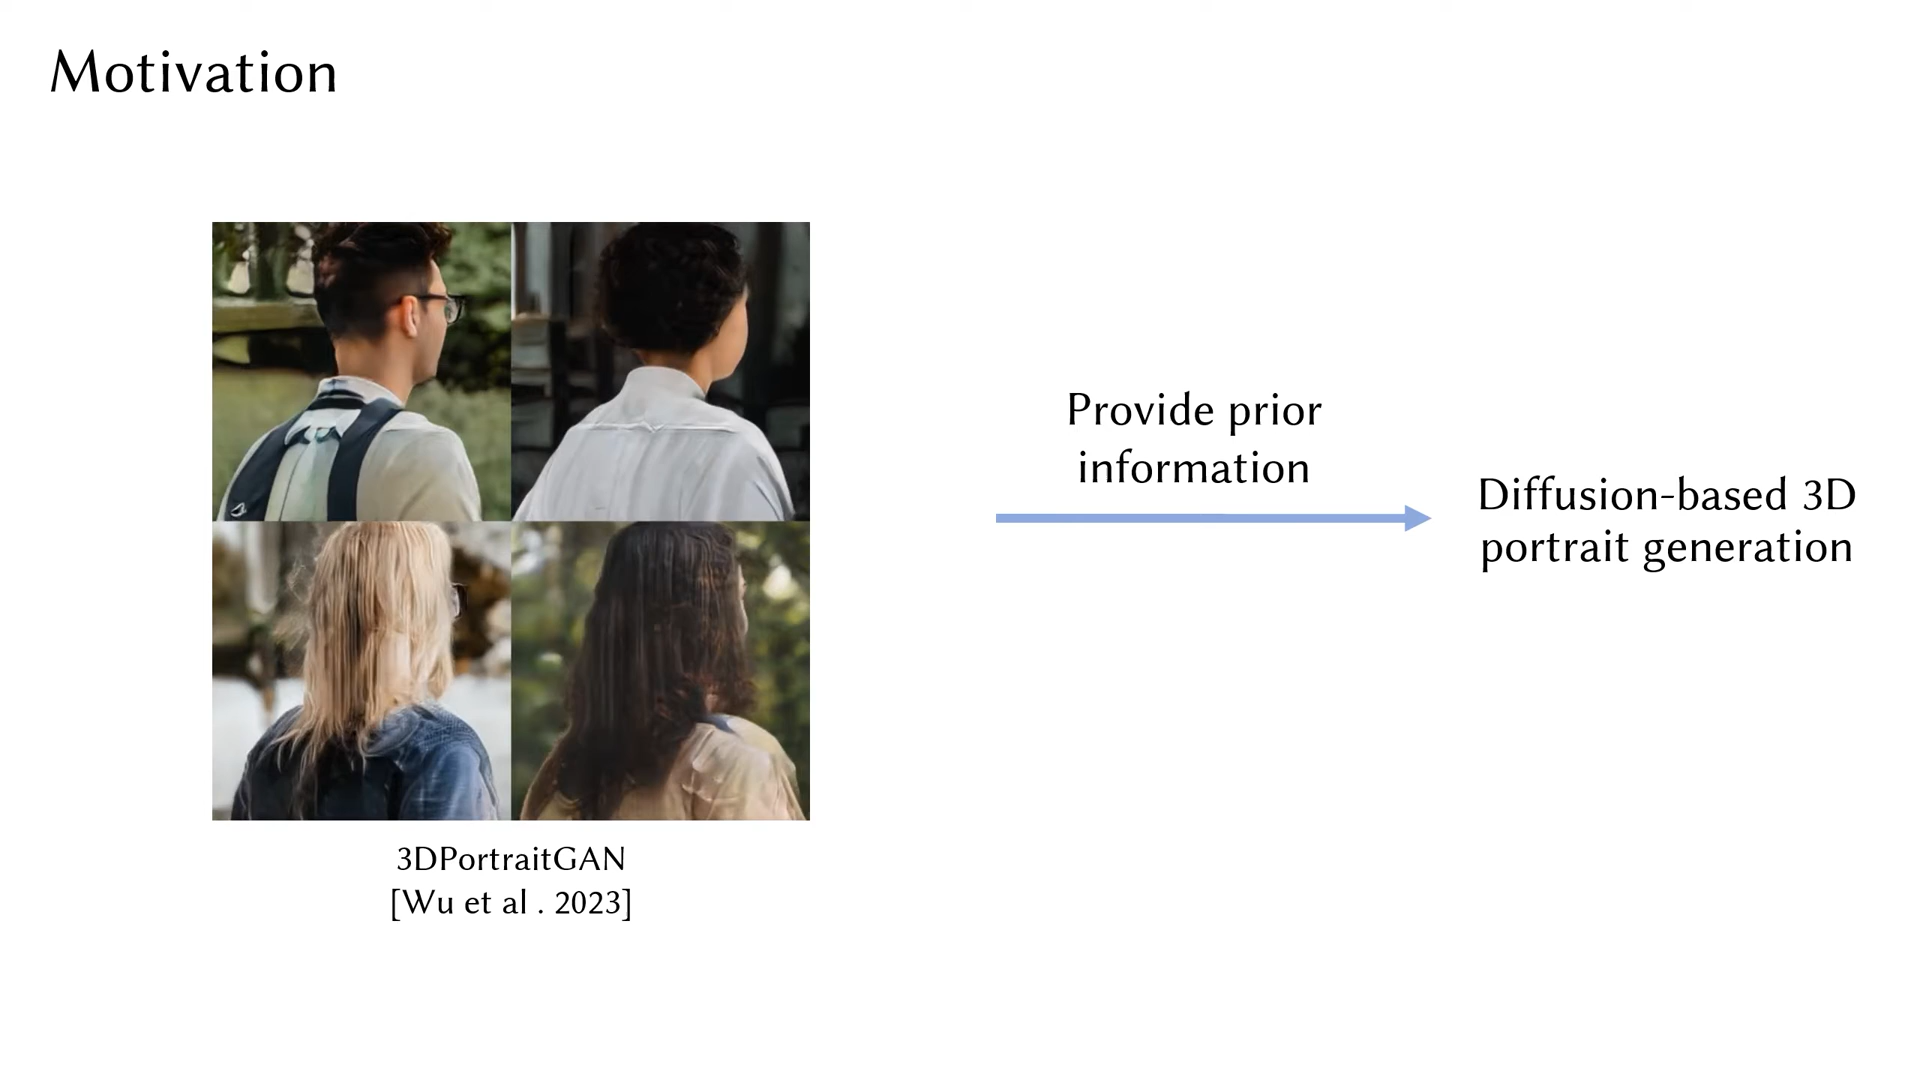 Motivation
Provide prior
information
Diffusion-based 3D
portrait generation
3DPortraitGAN
[Wu et al . 2023]